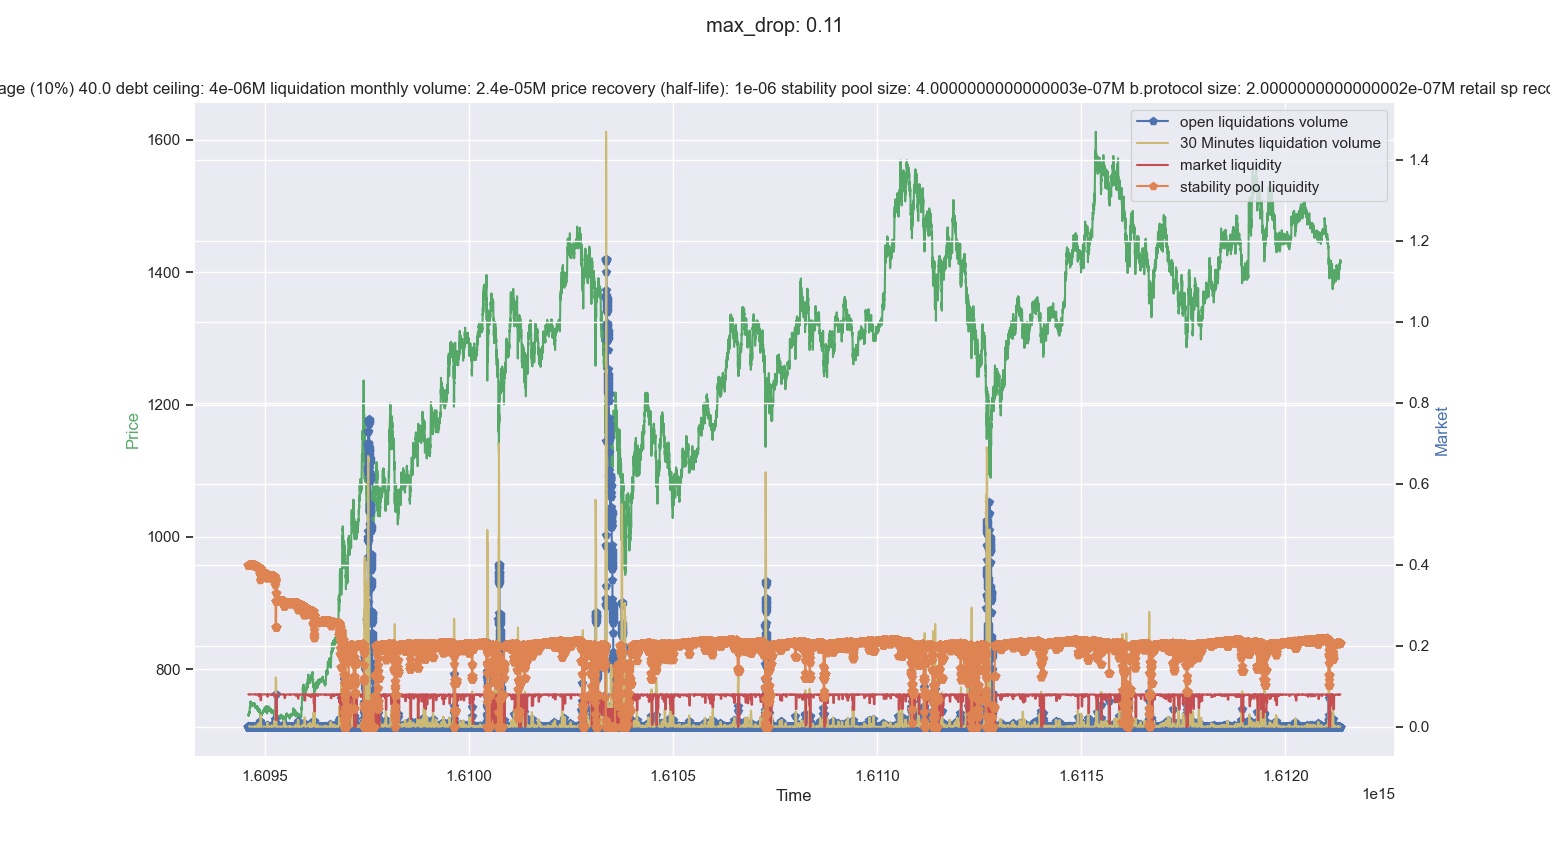 max_drop: 0.11
age (10%) 40.0 debt ceiling: 4e-06M liquidation monthly volume: 2.4e-05M price recovery (half-life): 1e-06 stability pool size: 4.0000000000000003e-07M b.protocol size: 2.0000000000000002e-07M retail sp reco
open liquidations volume
30 Minutes liquidation volume
market liquidity
stability pool liquidity
1600
1400
1200
1000
800
Price
1.4
1.2
1.0
0.8
0.6
0.4
0.2
0.0
Market
1.6095
1.6100
1.6105
1.6110
1.6115
1.6120
1e15
Time